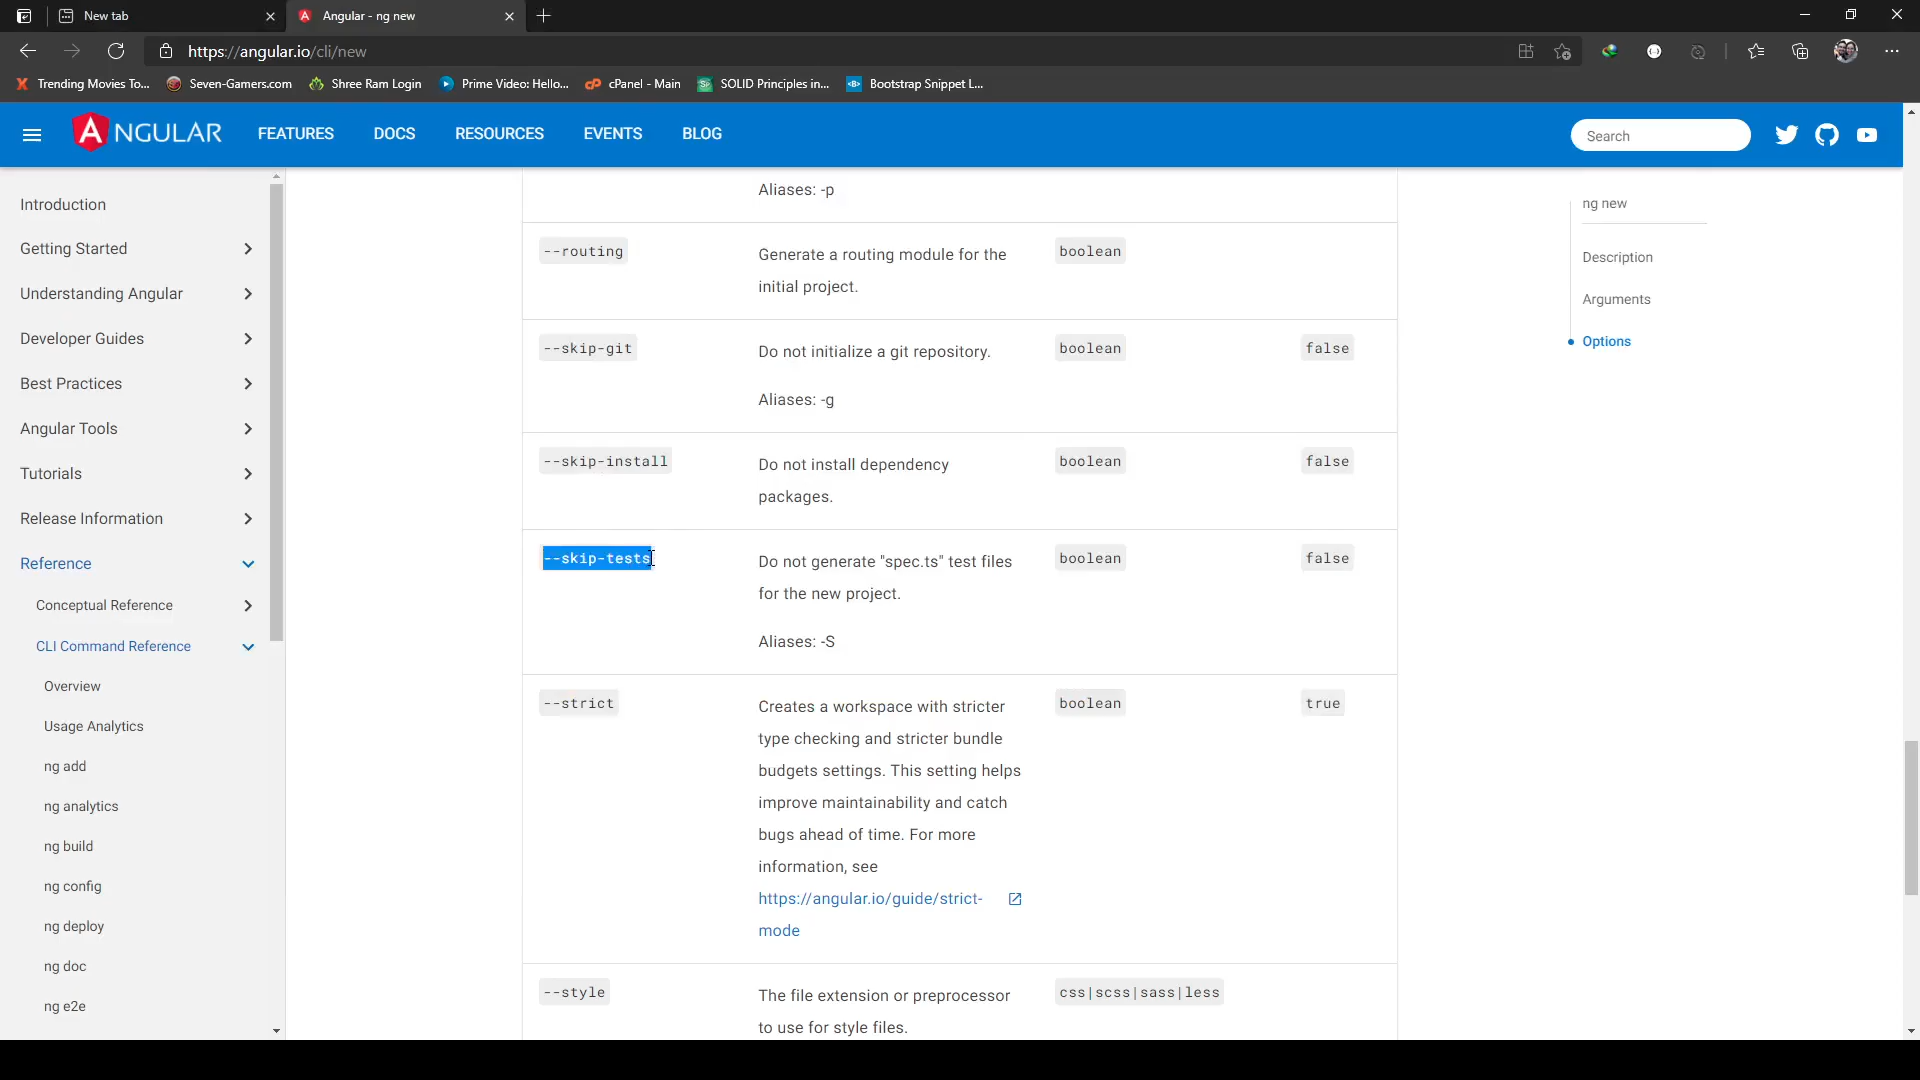 New tab
Angular - ng new
https://angular.io/cli/new
Trending Movies To...
Seven-Gamers.com
Shree Ram Login
Prime Video: Hello...
cPanel - Main
SOLID Principles in...
Bootstrap Snippet L...
ANGULAR
FEATURES
DOCS
RESOURCES
EVENTS
BLOG
Search
Introduction
Getting Started
Understanding Angular
Developer Guides
Best Practices
Angular Tools
Tutorials
Release Information
Reference
Conceptual Reference
CLI Command Reference
Overview
Usage Analytics
ng add
ng analytics
ng build
ng config
ng deploy
ng doc
ng e2e
Aliases: -p
--routing
Generate a routing module for the
initial project.
boolean
--skip-git
Do not initialize a git repository.
Aliases: -g
boolean
false
--skip-install
Do not install dependency
packages.
boolean
false
--skip-tests
Do not generate "spec.ts" test files
for the new project.
Aliases: -S
boolean
false
--strict
Creates a workspace with stricter
type checking and stricter bundle
budgets settings. This setting helps
improve maintainability and catch
bugs ahead of time. For more
information, see
https://angular.io/guide/strict-
mode
boolean
true
--style
The file extension or preprocessor
to use for style files.
css|scss|sass|less
ng new
Description
Arguments
Options